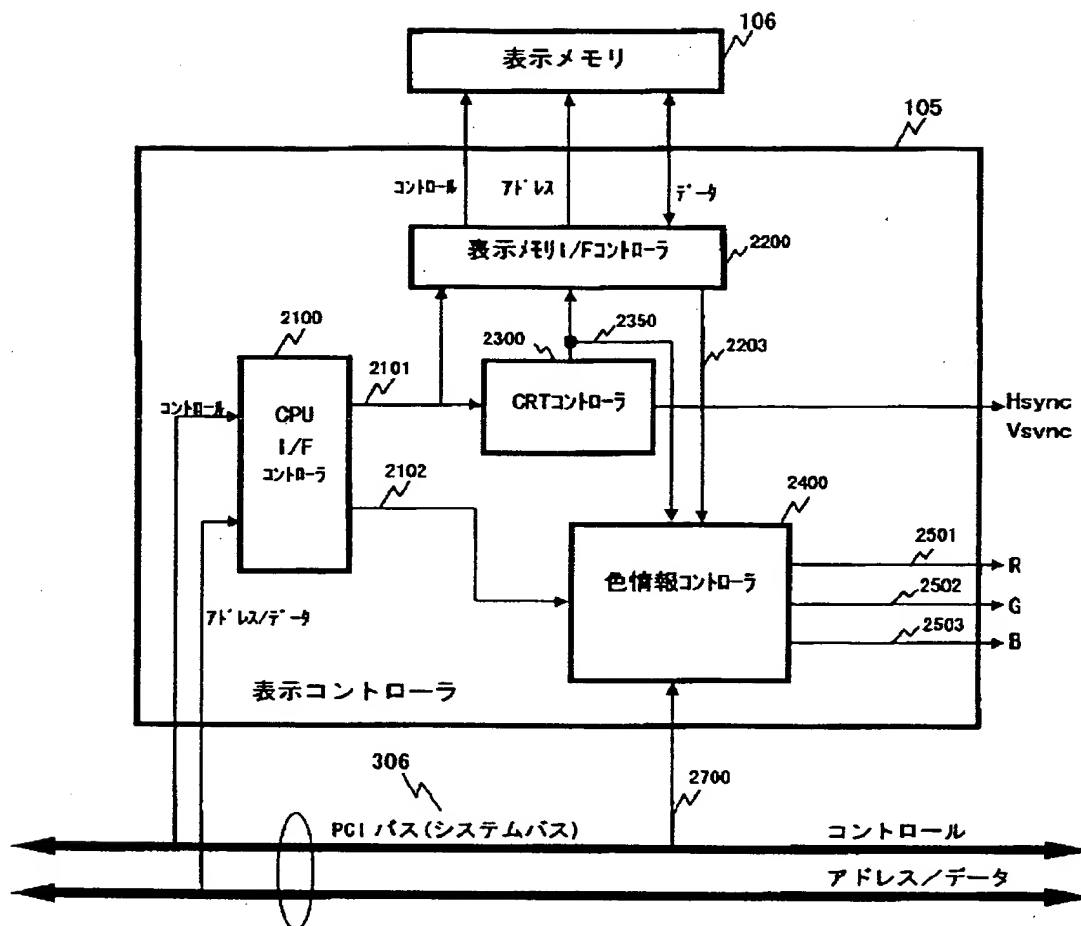 106
表示メモリ
105
コントロール
アドレス
データ
表示メモリI/Fコントローラ
2200
2100
2101
2300
2350
2203
コントロール
CPU
I/F
コントローラ
CRTコントローラ
Hsync
Vsync
2102
2400
色情報コントローラ
2501
R
2502
G
2503
B
アドレス/データ
表示コントローラ
306
2700
PCIバス(システムバス)
コントロール
アドレス/データ